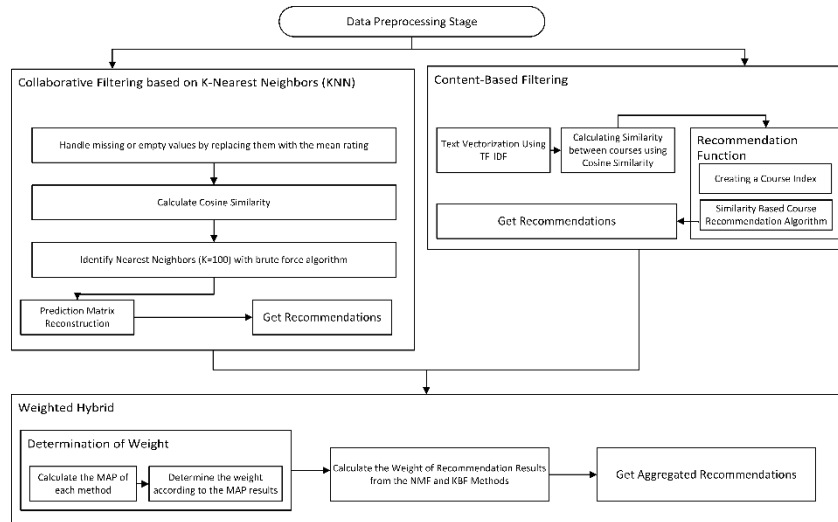 Data Preprocessing Stage
Collaborative Filtering based on K-Nearest Neighbors (KNN)
Handle missing or empty values by replacing them with the mean rating
Calculate Cosine Similarity
Identify Nearest Neighbors (K=100) with brute force algorithm
Prediction Matrix
Reconstruction
Get Recommendations
Content-Based Filtering
Text Vectorization Using
TF IDF
Calculating Similarity
between courses using
Cosine Similarity
Recommendation
Function
Creating a Course Index
Similarity Based Course
Recommendation Algorithm
Get Recommendations
Weighted Hybrid
Determination of Weight
Calculate the MAP of
each method
Determine the weight
according to the MAP results
Calculate the Weight of Recommendation Results
from the NMF and KBF Methods
Get Aggregated Recommendations